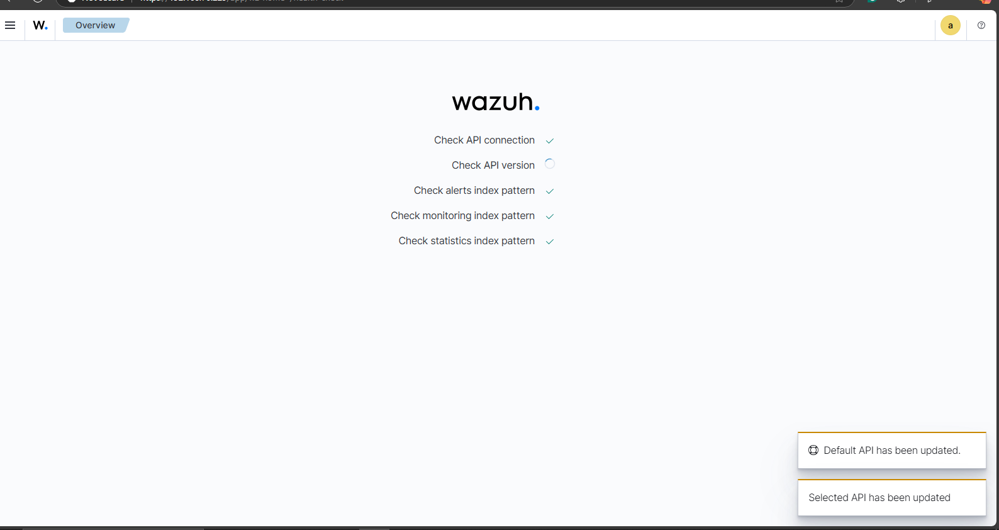 W.
Overview
a
wazuh.
Check API connection
Check API version
Check alerts index pattern
Check monitoring index pattern
Check statistics index pattern
Default API has been updated.
Selected API has been updated